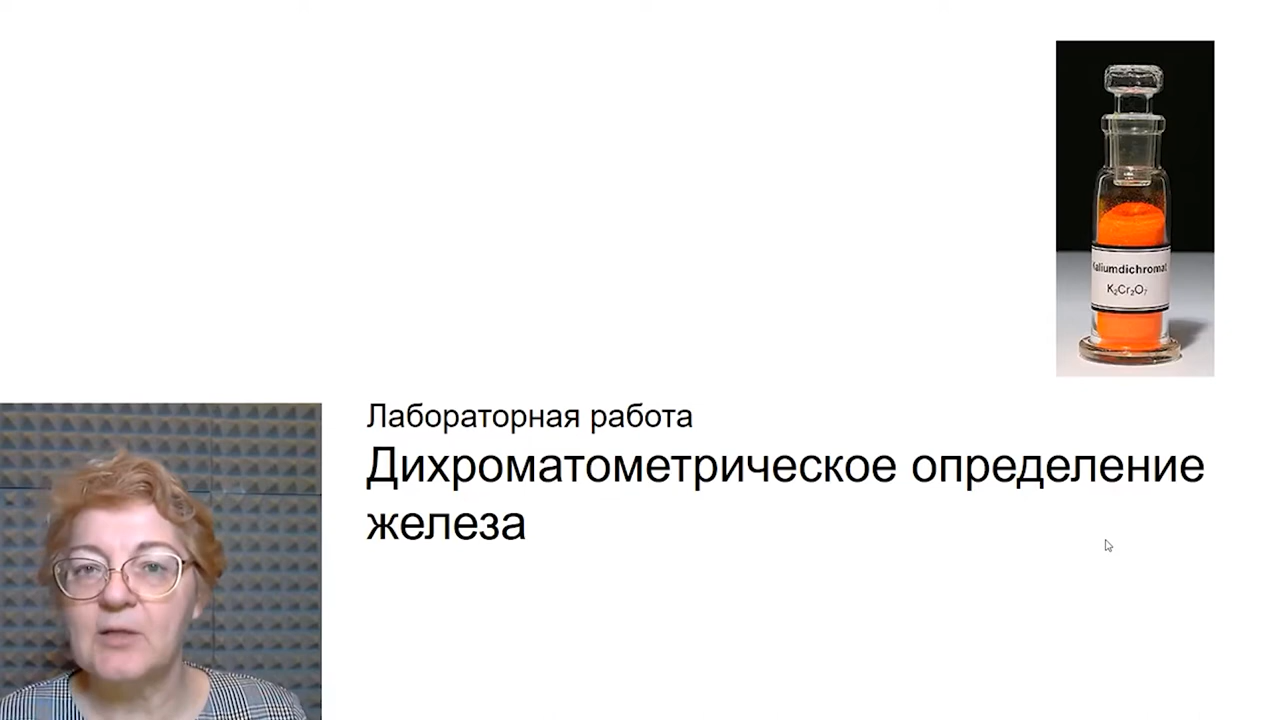 Kaliumdichromat
K₂Cr₂O₇
Лабораторная работа
Дихроматометрическое определение
железа